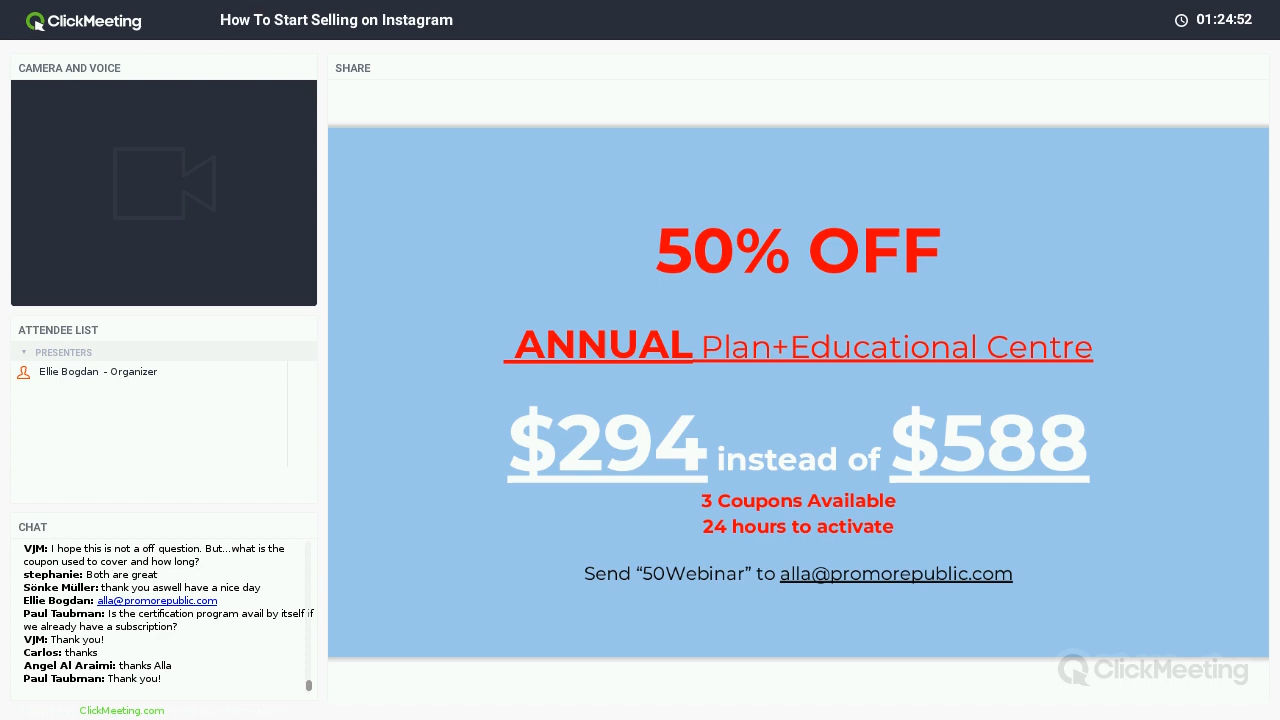 ClickMeeting
How To Start Selling on Instagram
01:24:52
CAMERA AND VOICE
ATTENDEE LIST
PRESENTERS
Ellie Bogdan - Organizer
CHAT
VJM: I hope this is not a off question. But...what is the
coupon used to cover and how long?
stephanie: Both are great
Sönke Müller: thank you aswell have a nice day
Ellie Bogdan: alla@promorepublic.com
Paul Taubman: Is the certification program avail by itself if
we already have a subscription?
VJM: Thank you!
Carlos: thanks
Angel Al Araimi: thanks Alla
Paul Taubman: Thank you!
ClickMeeting.com
SHARE
50% OFF
ANNUAL Plan+Educational Centre
$294 instead of $588
3 Coupons Available
24 hours to activate
Send “50Webinar” to alla@promorepublic.com
ClickMeeting